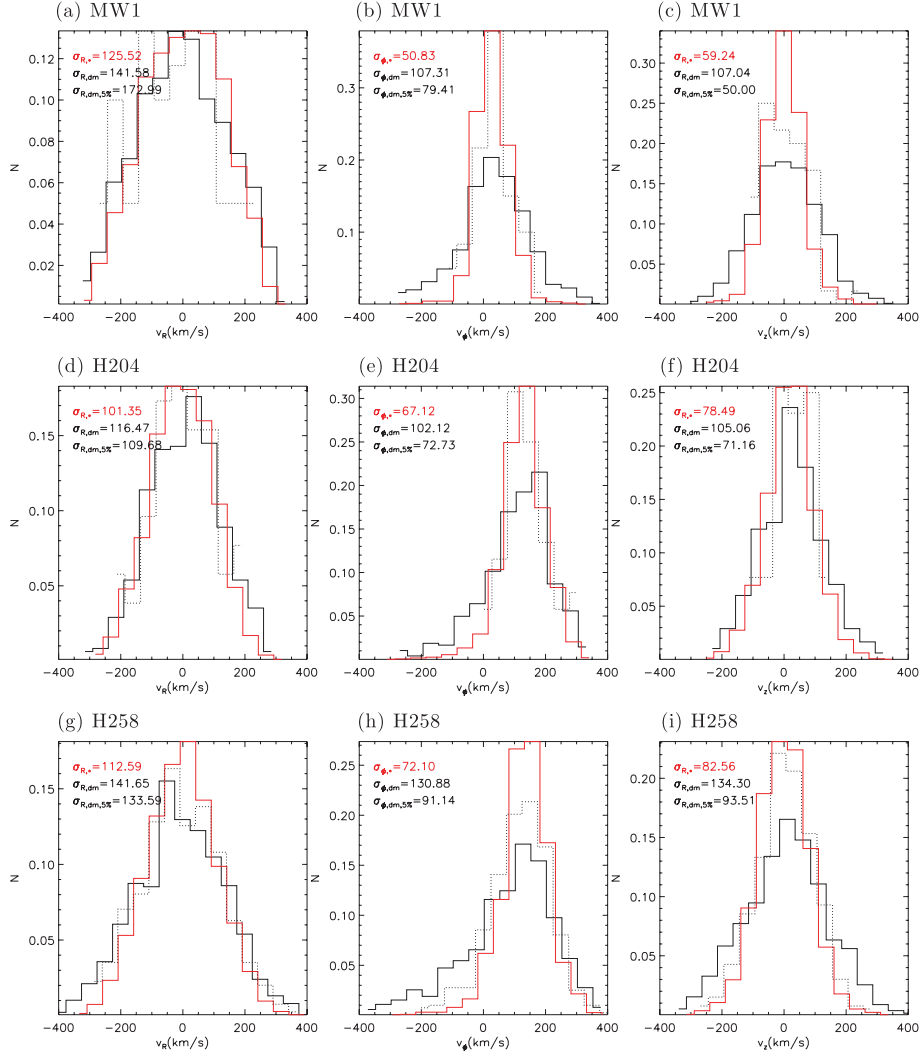 (a) MW1
(b) MW1
(c) MW1
σR,*=125.52
σR,dm=141.58
σR,dm,5%=172.99
σϕ,*=50.83
σϕ,dm=107.31
σϕ,dm,5%=79.41
σR,*=59.24
σR,dm=107.04
σR,dm,5%=50.00
N
0.12
0.10
0.08
0.06
0.04
0.02
N
0.30
0.20
0.10
N
0.30
0.20
0.10
-400 -200 0 200 400
vR(km/s)
-400 -200 0 200 400
vϕ(km/s)
-400 -200 0 200 400
vz(km/s)
(d) H204
(e) H204
(f) H204
σR,*=101.35
σR,dm=116.47
σR,dm,5%=109.68
σϕ,*=67.12
σϕ,dm=102.12
σϕ,dm,5%=72.73
σR,*=78.49
σR,dm=105.06
σR,dm,5%=71.16
N
0.15
0.10
0.05
N
0.30
0.25
0.20
0.15
0.10
0.05
N
0.25
0.20
0.15
0.10
0.05
-400 -200 0 200 400
vR(km/s)
-400 -200 0 200 400
vϕ(km/s)
-400 -200 0 200 400
vz(km/s)
(g) H258
(h) H258
(i) H258
σR,*=112.59
σR,dm=141.65
σR,dm,5%=133.59
σϕ,*=72.10
σϕ,dm=130.88
σϕ,dm,5%=91.14
σR,*=82.56
σR,dm=134.30
σR,dm,5%=93.51
N
0.15
0.10
0.05
N
0.25
0.20
0.15
0.10
0.05
N
0.20
0.15
0.10
0.05
-400 -200 0 200 400
vR(km/s)
-400 -200 0 200 400
vϕ(km/s)
-400 -200 0 200 400
vz(km/s)